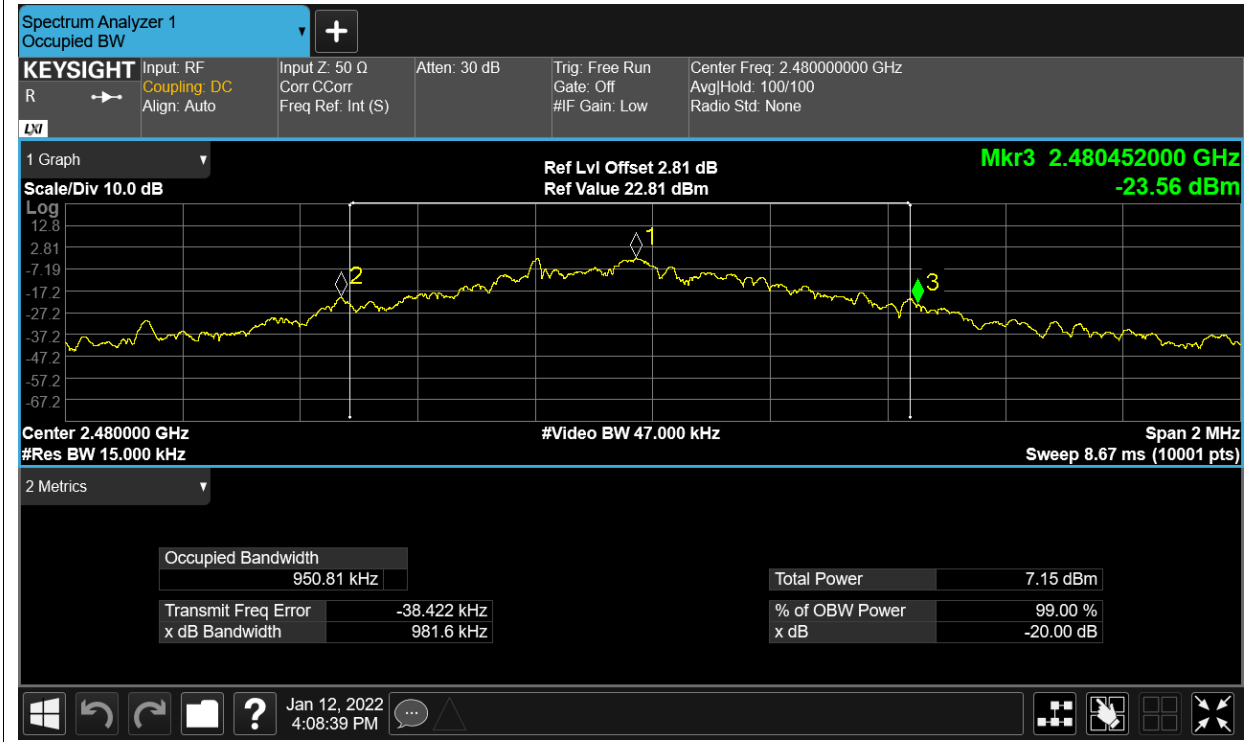 Spectrum Analyzer 1
Occupied BW
KEYSIGHT
R
LXI
Input: RF
Coupling: DC
Align: Auto
Input Z: 50 Ω
Corr CCorr
Freq Ref: Int (S)
Atten: 30 dB
Trig: Free Run
Gate: Off
#IF Gain: Low
Center Freq: 2.480000000 GHz
Avg|Hold: 100/100
Radio Std: None
1 Graph
Scale/Div 10.0 dB
Ref Lvl Offset 2.81 dB
Ref Value 22.81 dBm
Mkr3 2.480452000 GHz
-23.56 dBm
Log
12.8
2.81
-7.19
-17.2
-27.2
-37.2
-47.2
-57.2
-67.2
1
2
3
Center 2.480000 GHz
#Video BW 47.000 kHz
Span 2 MHz
#Res BW 15.000 kHz
Sweep 8.67 ms (10001 pts)
2 Metrics
Occupied Bandwidth
950.81 kHz
Transmit Freq Error -38.422 kHz
x dB Bandwidth 981.6 kHz
Total Power 7.15 dBm
% of OBW Power 99.00 %
x dB -20.00 dB
?
Jan 12, 2022
4:08:39 PM